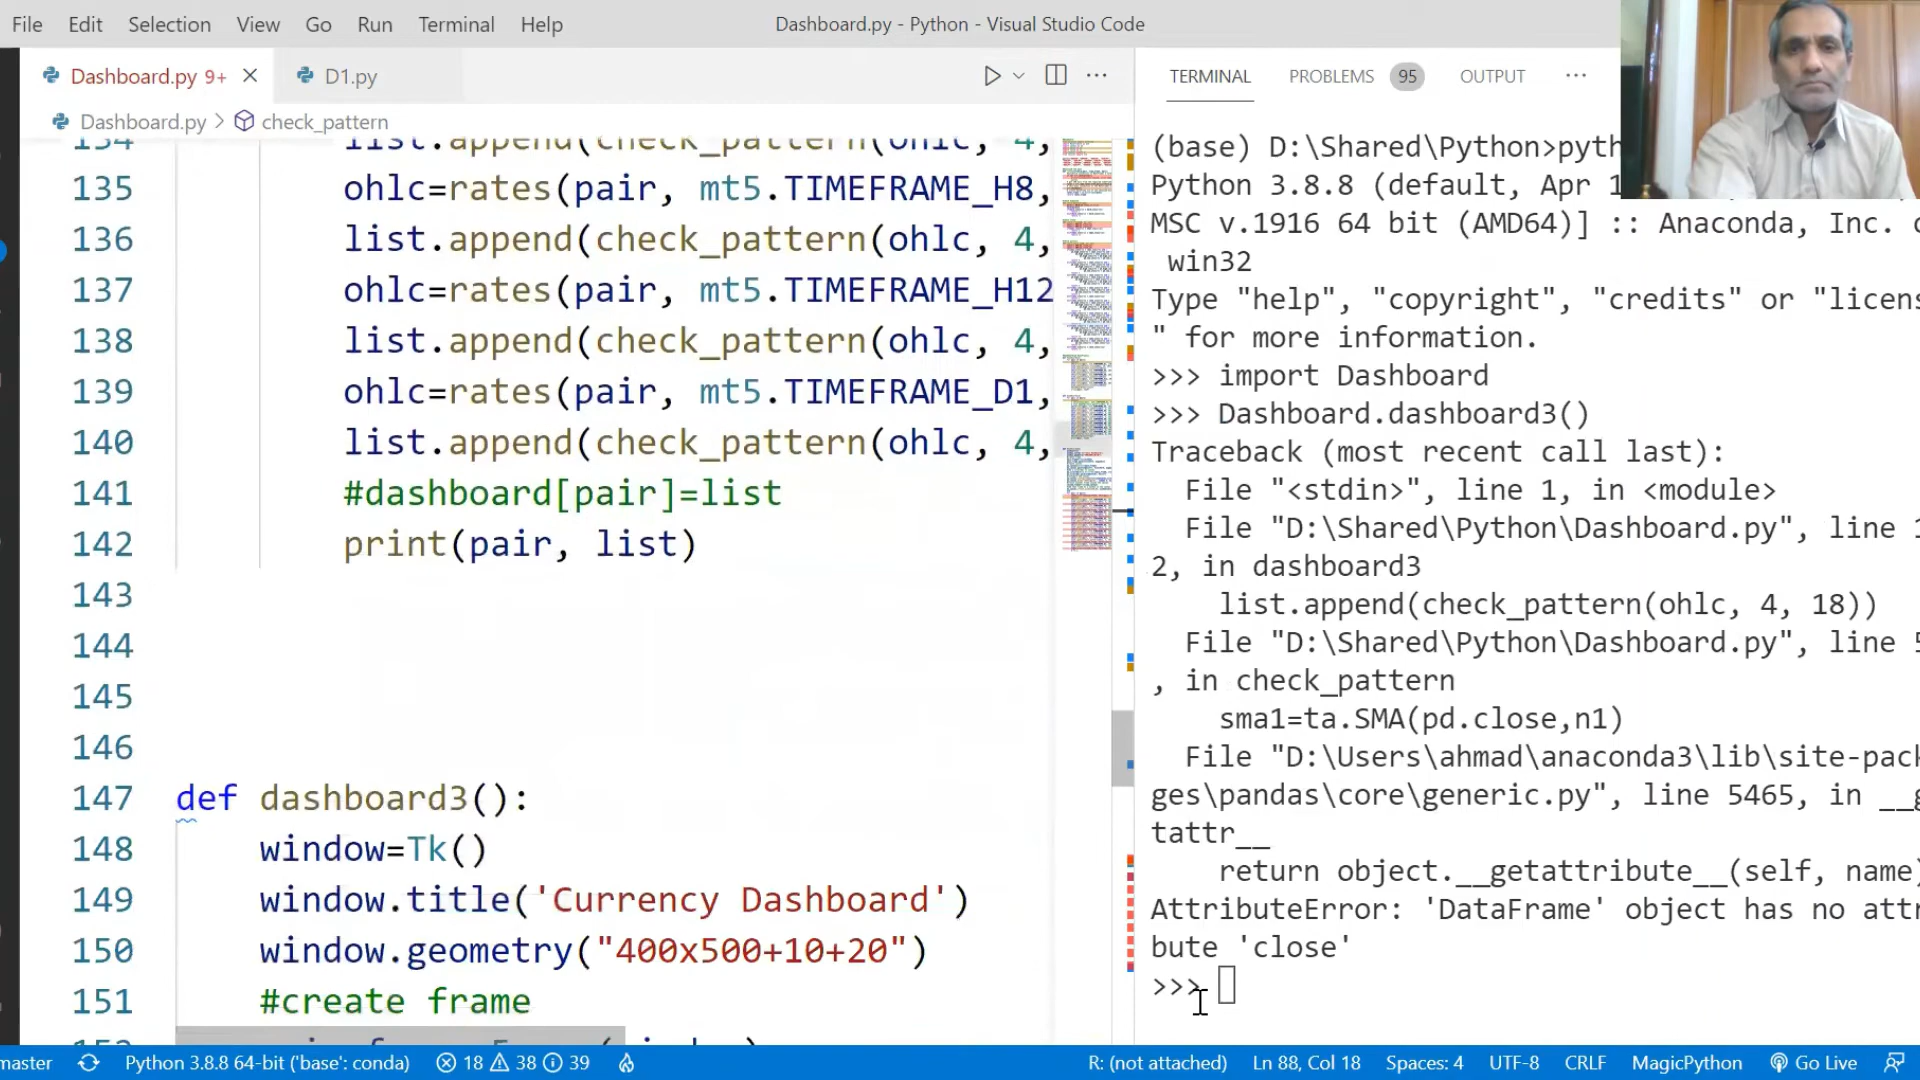 File Edit Selection View Go Run Terminal Help
Dashboard.py - Python - Visual Studio Code
Dashboard.py 9+
D1.py
TERMINAL PROBLEMS 95 OUTPUT
Dashboard.py > check_pattern
134 list.append(check_pattern(ohlc, 4,
135 ohlc=rates(pair, mt5.TIMEFRAME_H8,
136 list.append(check_pattern(ohlc, 4,
137 ohlc=rates(pair, mt5.TIMEFRAME_H12
138 list.append(check_pattern(ohlc, 4,
139 ohlc=rates(pair, mt5.TIMEFRAME_D1,
140 list.append(check_pattern(ohlc, 4,
141 #dashboard[pair]=list
142 print(pair, list)
143
144
145
146
147 def dashboard3():
148 window=Tk()
149 window.title('Currency Dashboard')
150 window.geometry("400x500+10+20")
151 #create frame
(base) D:\Shared\Python>pyth
Python 3.8.8 (default, Apr 1
MSC v.1916 64 bit (AMD64)] :: Anaconda, Inc.
win32
Type "help", "copyright", "credits" or "licens
" for more information.
>>> import Dashboard
>>> Dashboard.dashboard3()
Traceback (most recent call last):
File "<stdin>", line 1, in <module>
File "D:\Shared\Python\Dashboard.py", line 1
2, in dashboard3
list.append(check_pattern(ohlc, 4, 18))
File "D:\Shared\Python\Dashboard.py", line 5
, in check_pattern
sma1=ta.SMA(pd.close,n1)
File "D:\Users\ahmad\anaconda3\lib\site-pack
ges\pandas\core\generic.py", line 5465, in __g
tattr__
return object.__getattribute__(self, name)
AttributeError: 'DataFrame' object has no attr
bute 'close'
>>>
master Python 3.8.8 64-bit ('base': conda) 18 38 39 R: (not attached) Ln 88, Col 18 Spaces: 4 UTF-8 CRLF MagicPython Go Live